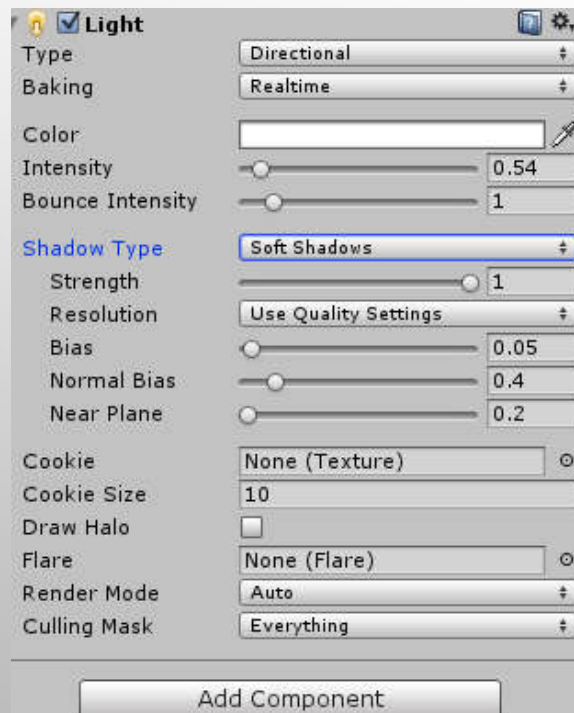 Light
Type Directional
Baking Realtime
Color
Intensity 0.54
Bounce Intensity 1
Shadow Type Soft Shadows
Strength 1
Resolution Use Quality Settings
Bias 0.05
Normal Bias 0.4
Near Plane 0.2
Cookie None (Texture)
Cookie Size 10
Draw Halo
Flare None (Flare)
Render Mode Auto
Culling Mask Everything
Add Component